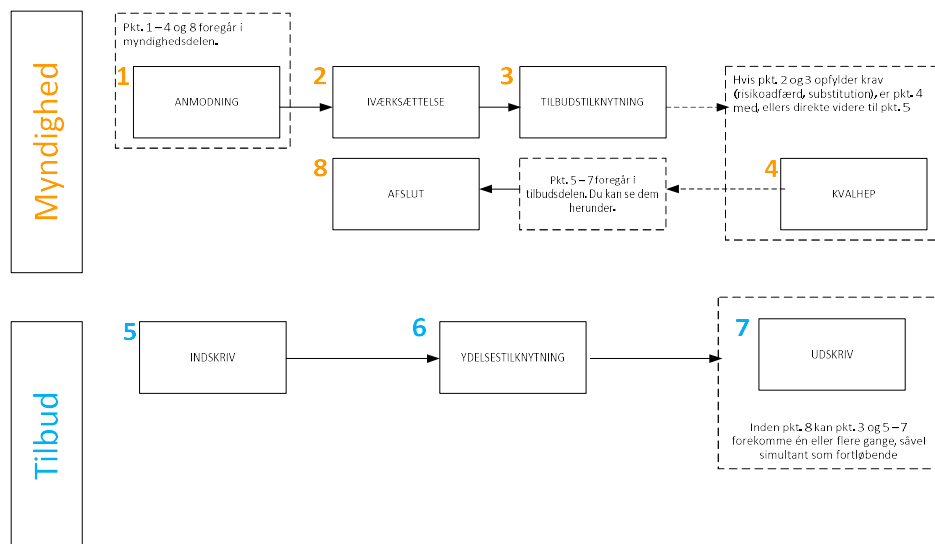 Myndighed
Pkt. 1 – 4 og 8 foregår i
myndighedsdelen.
1
ANMODNING
2
IVÆRKSÆTTELSE
3
TILBUDSTILKNYTNING
Hvis pkt. 2 og 3 opfylder krav
(risikoadfærd, substitution), er pkt. 4
med, ellers direkte videre til pkt. 5
4
KVALHEP
Pkt. 5 – 7 foregår i
tilbudsdelen. Du kan se dem
herunder.
8
AFSLUT
Tilbud
5
INDSKRIV
6
YDELSESTILKNYTNING
7
UDSKRIV
Inden pkt. 8 kan pkt. 3 og 5 – 7
forekomme én eller flere gange, såvel
simultant som fortløbende